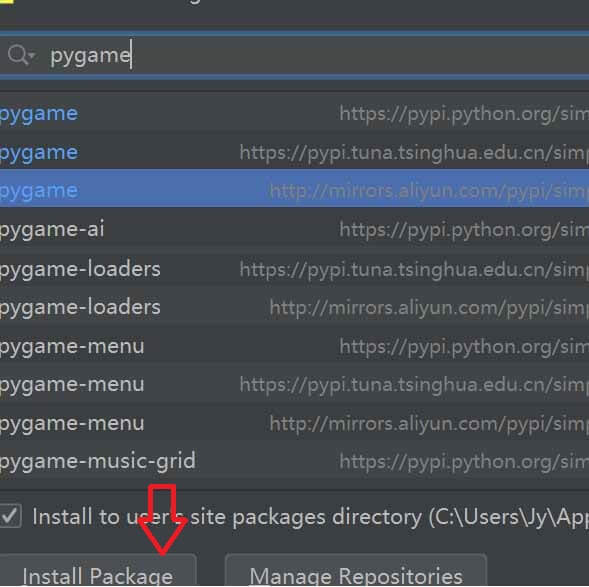 pygame
pygame https://pypi.python.org/sim
pygame https://pypi.tuna.tsinghua.edu.cn/simp
pygame http://mirrors.aliyun.com/pypi/simp
pygame-ai https://pypi.python.org/sim
pygame-loaders https://pypi.tuna.tsinghua.edu.cn/simp
pygame-loaders http://mirrors.aliyun.com/pypi/simp
pygame-menu https://pypi.python.org/sim
pygame-menu https://pypi.tuna.tsinghua.edu.cn/simp
pygame-menu http://mirrors.aliyun.com/pypi/simp
pygame-music-grid https://pypi.python.org/sim
Install to user's site packages directory (C:\Users\Jy\App
Install Package Manage Repositories